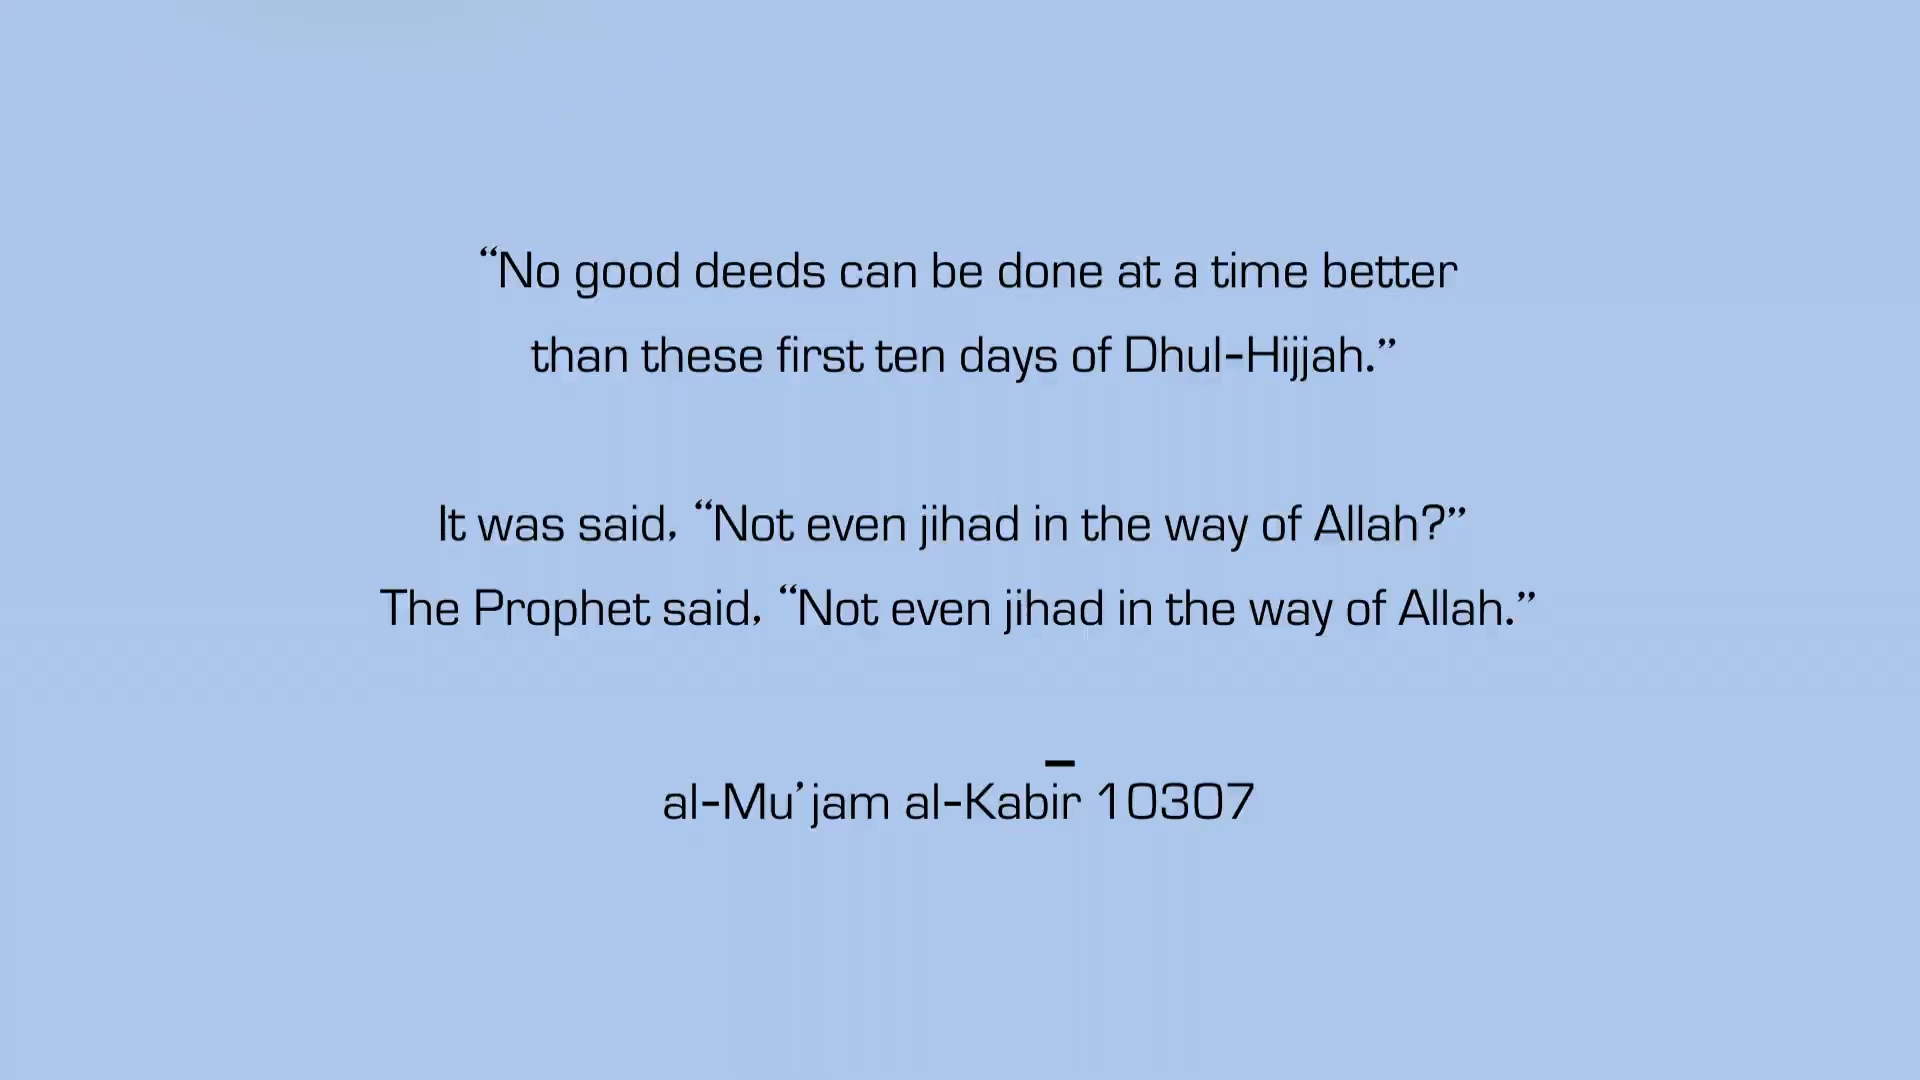 “No good deeds can be done at a time better
than these first ten days of Dhul-Hijjah.”
It was said, “Not even jihad in the way of Allah?”
The Prophet said, “Not even jihad in the way of Allah.”
al-Mu’jam al-Kabīr 10307